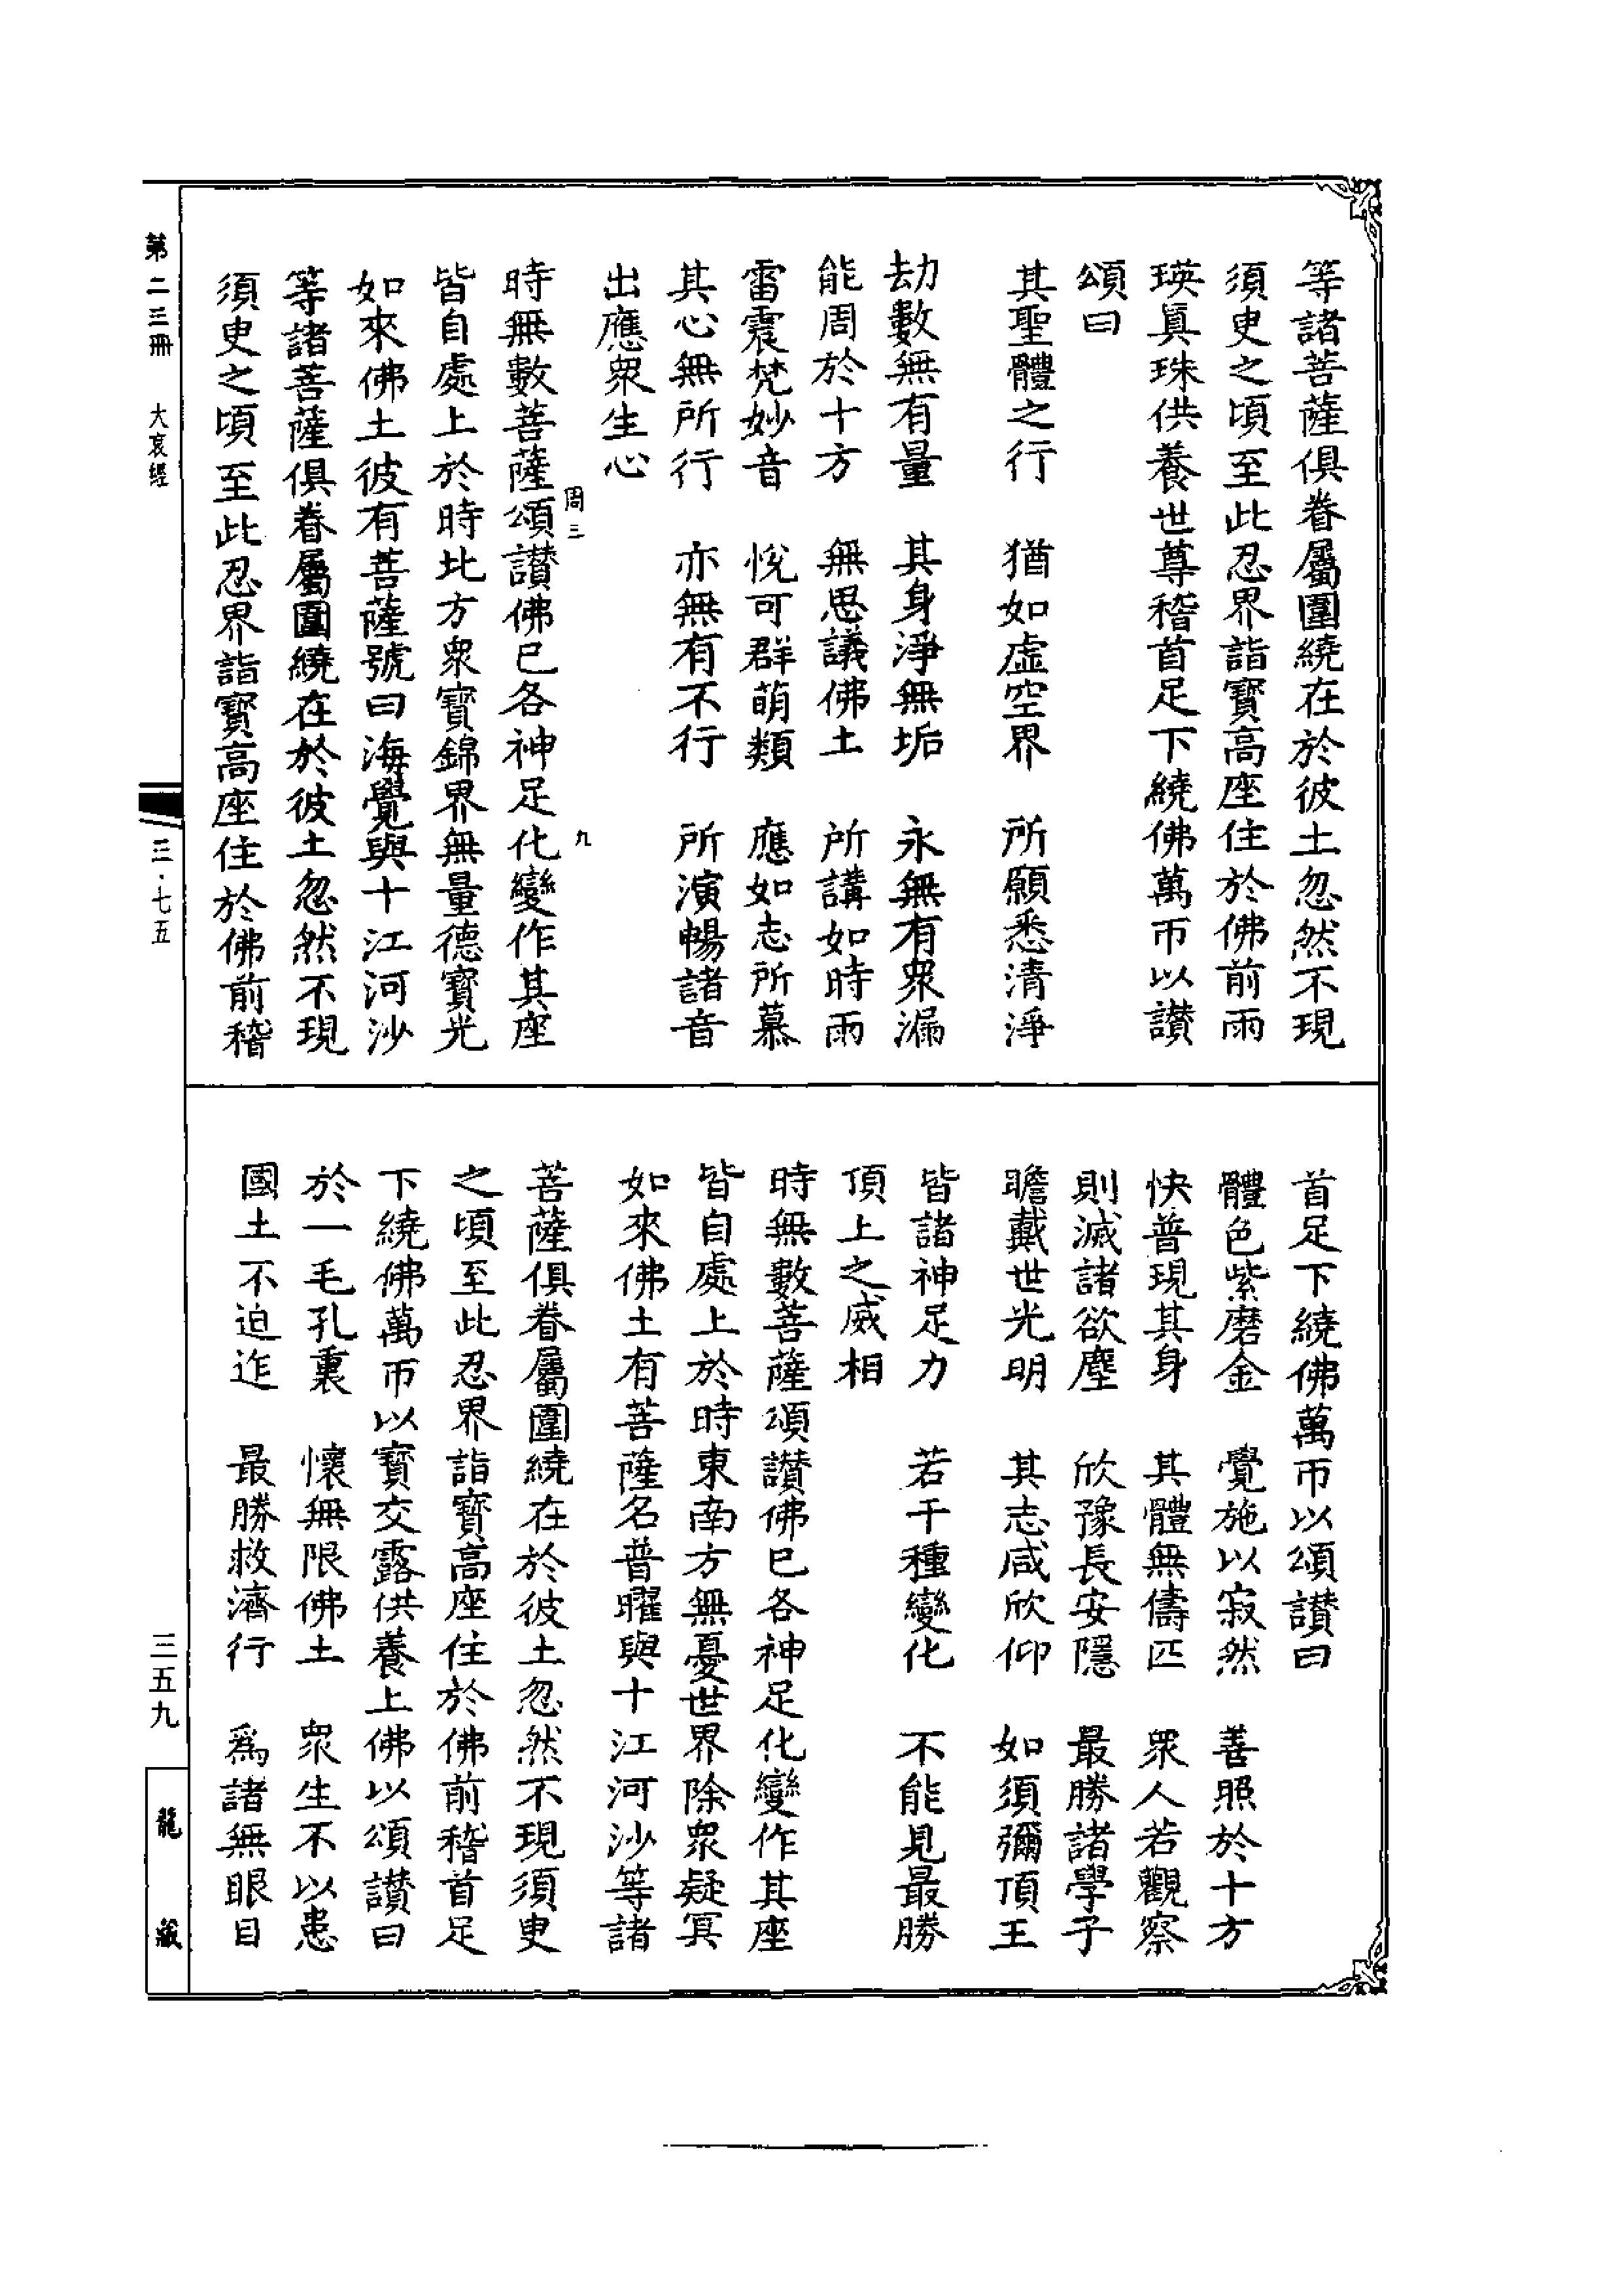 等諸菩薩俱眷屬圍繞在於彼土忽然不現
須臾之頃至此忍界詣寶高座住於佛前雨
瑛真珠供養世尊稽首足下繞佛萬帀以讃
頌曰
其聖體之行　猶如虛空界　所願悉清淨
劫數無有量　其身淨無垢　永無有衆漏
能周於十方　無思議佛土　所講如時雨
雷震梵妙音　悅可群萌類　應如志所慕
其心無所行　亦無有不行　所演暢諸音
出應衆生心
周三　九
時無數菩薩頌讃佛已各神足化變作其座
皆自處上於時北方衆寶錦界無量德寶光
如來佛土彼有菩薩號曰海覺與十江河沙
等諸菩薩俱眷屬圍繞在於彼土忽然不現
須臾之頃至此忍界詣寶高座住於佛前稽
首足下繞佛萬帀以頌讃曰
體色紫磨金　覺施以寂然　善照於十方
快普現其身　其體無儔匹　衆人若觀察
則滅諸欲塵　欣豫長安隱　最勝諸學子
瞻戴世光明　其志咸欣仰　如須彌頂王
皆諸神足力　若干種變化　不能見最勝
頂上之威相
時無數菩薩頌讃佛已各神足化變作其座
皆自處上於時東南方無憂世界除衆疑冥
如來佛土有菩薩名普曜與十江河沙等諸
菩薩俱眷屬圍繞在於彼土忽然不現須臾
之頃至此忍界詣寶高座住於佛前稽首足
下繞佛萬帀以寶交露供養上佛以頌讃曰
於一毛孔裏　懷無限佛土　衆生不以患
國土不迫迮　最勝救濟行　爲諸無眼目
第二三冊　大哀經
三·七五
三五九
龍藏